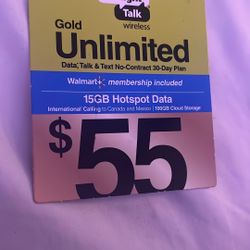 Talk
wireless
Gold
Unlimited
Data, Talk & Text No-Contract 30-Day Plan
Walmart+ membership included
15GB Hotspot Data
International Calling to Canada and Mexico | 100GB Cloud Storage
$55